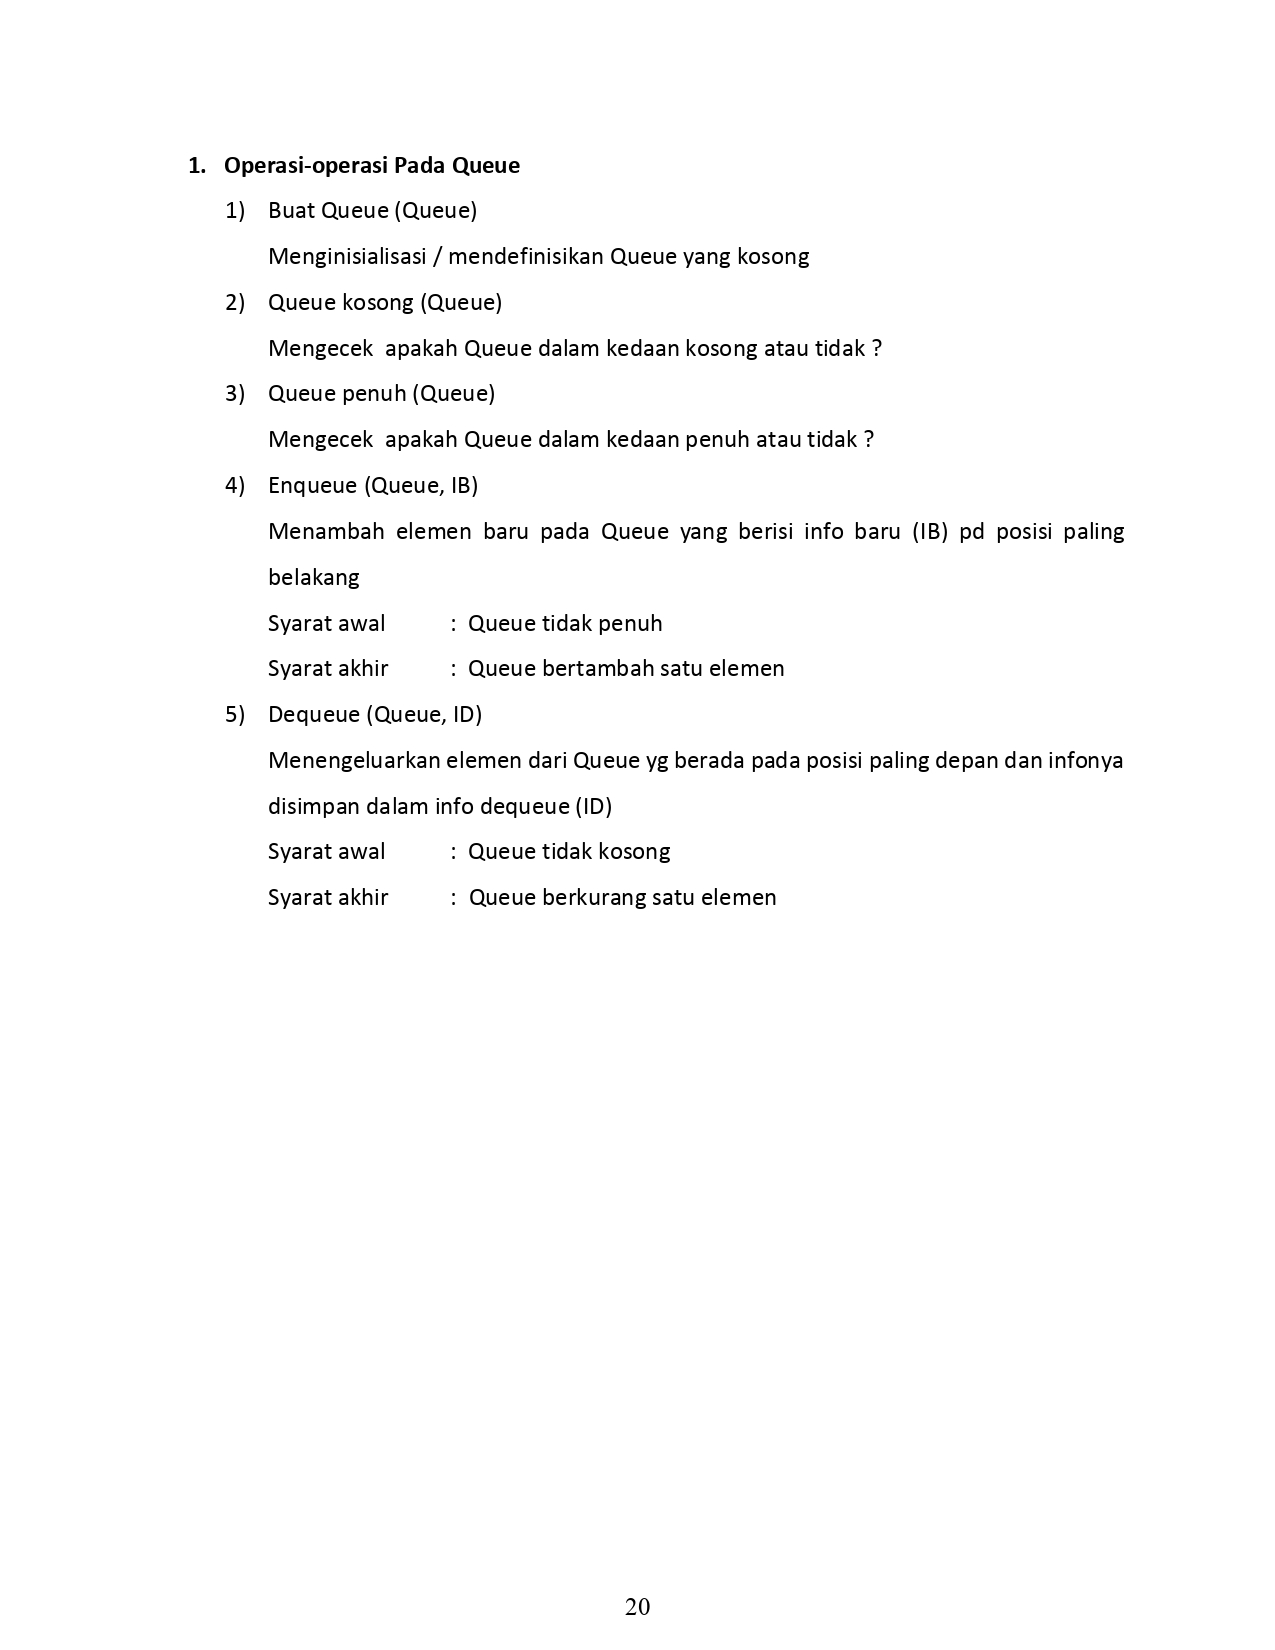 1. Operasi-operasi Pada Queue
1) Buat Queue (Queue)
Menginisialisasi / mendefinisikan Queue yang kosong
2) Queue kosong (Queue)
Mengecek  apakah Queue dalam kedaan kosong atau tidak ?
3) Queue penuh (Queue)
Mengecek  apakah Queue dalam kedaan penuh atau tidak ?
4) Enqueue (Queue, IB)
Menambah elemen baru pada Queue yang berisi info baru (IB) pd posisi paling
belakang
Syarat awal : Queue tidak penuh
Syarat akhir : Queue bertambah satu elemen
5) Dequeue (Queue, ID)
Menengeluarkan elemen dari Queue yg berada pada posisi paling depan dan infonya
disimpan dalam info dequeue (ID)
Syarat awal : Queue tidak kosong
Syarat akhir : Queue berkurang satu elemen
20